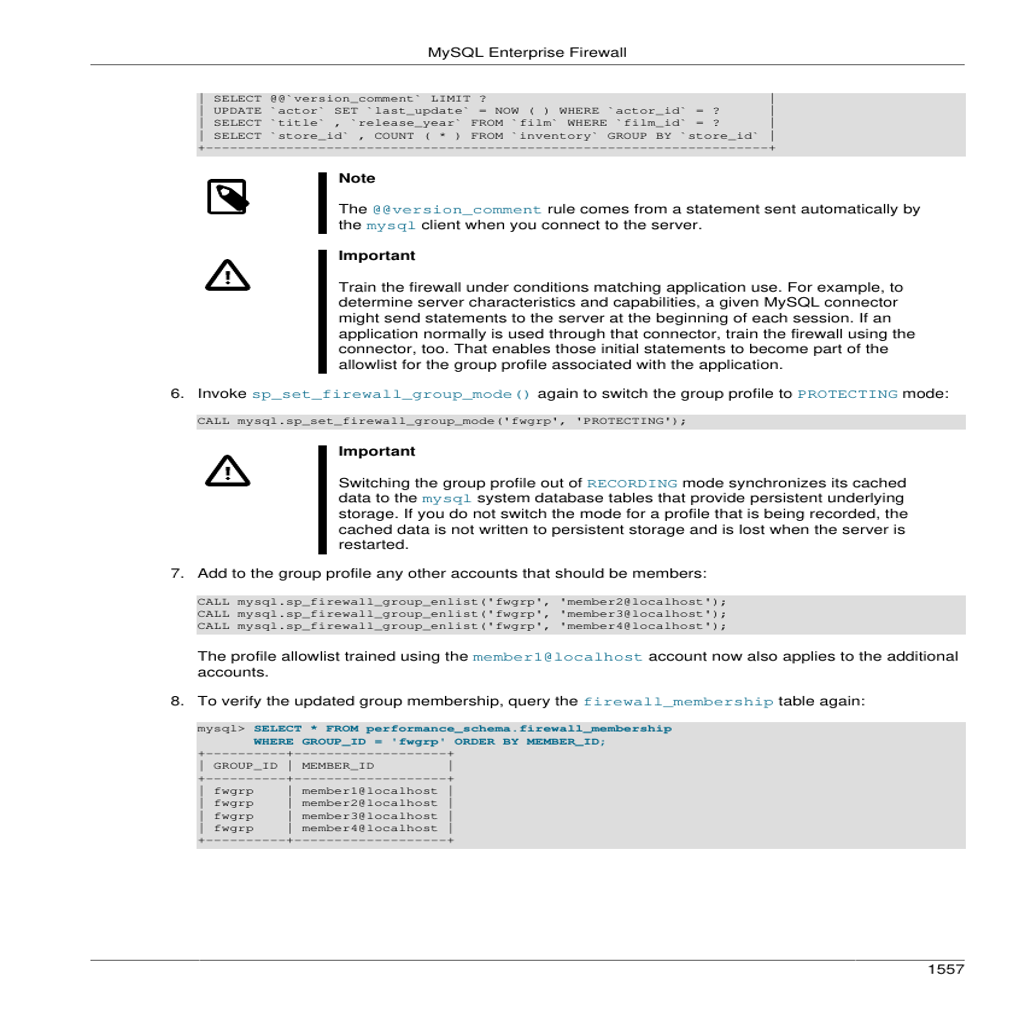 MySQL Enterprise Firewall
| SELECT @@`version_comment` LIMIT ? |
| UPDATE `actor` SET `last_update` = NOW ( ) WHERE `actor_id` = ? |
| SELECT `title` , `release_year` FROM `film` WHERE `film_id` = ? |
| SELECT `store_id` , COUNT ( * ) FROM `inventory` GROUP BY `store_id` |
+----------------------------------------------------------------------+
Note
The @@version_comment rule comes from a statement sent automatically by
the mysql client when you connect to the server.
Important
Train the firewall under conditions matching application use. For example, to
determine server characteristics and capabilities, a given MySQL connector
might send statements to the server at the beginning of each session. If an
application normally is used through that connector, train the firewall using the
connector, too. That enables those initial statements to become part of the
allowlist for the group profile associated with the application.
6. Invoke sp_set_firewall_group_mode() again to switch the group profile to PROTECTING mode:
CALL mysql.sp_set_firewall_group_mode('fwgrp', 'PROTECTING');
Important
Switching the group profile out of RECORDING mode synchronizes its cached
data to the mysql system database tables that provide persistent underlying
storage. If you do not switch the mode for a profile that is being recorded, the
cached data is not written to persistent storage and is lost when the server is
restarted.
7. Add to the group profile any other accounts that should be members:
CALL mysql.sp_firewall_group_enlist('fwgrp', 'member2@localhost');
CALL mysql.sp_firewall_group_enlist('fwgrp', 'member3@localhost');
CALL mysql.sp_firewall_group_enlist('fwgrp', 'member4@localhost');
The profile allowlist trained using the member1@localhost account now also applies to the additional
accounts.
8. To verify the updated group membership, query the firewall_membership table again:
mysql> SELECT * FROM performance_schema.firewall_membership
WHERE GROUP_ID = 'fwgrp' ORDER BY MEMBER_ID;
+----------+-------------------+
| GROUP_ID | MEMBER_ID |
+----------+-------------------+
| fwgrp | member1@localhost |
| fwgrp | member2@localhost |
| fwgrp | member3@localhost |
| fwgrp | member4@localhost |
+----------+-------------------+
1557